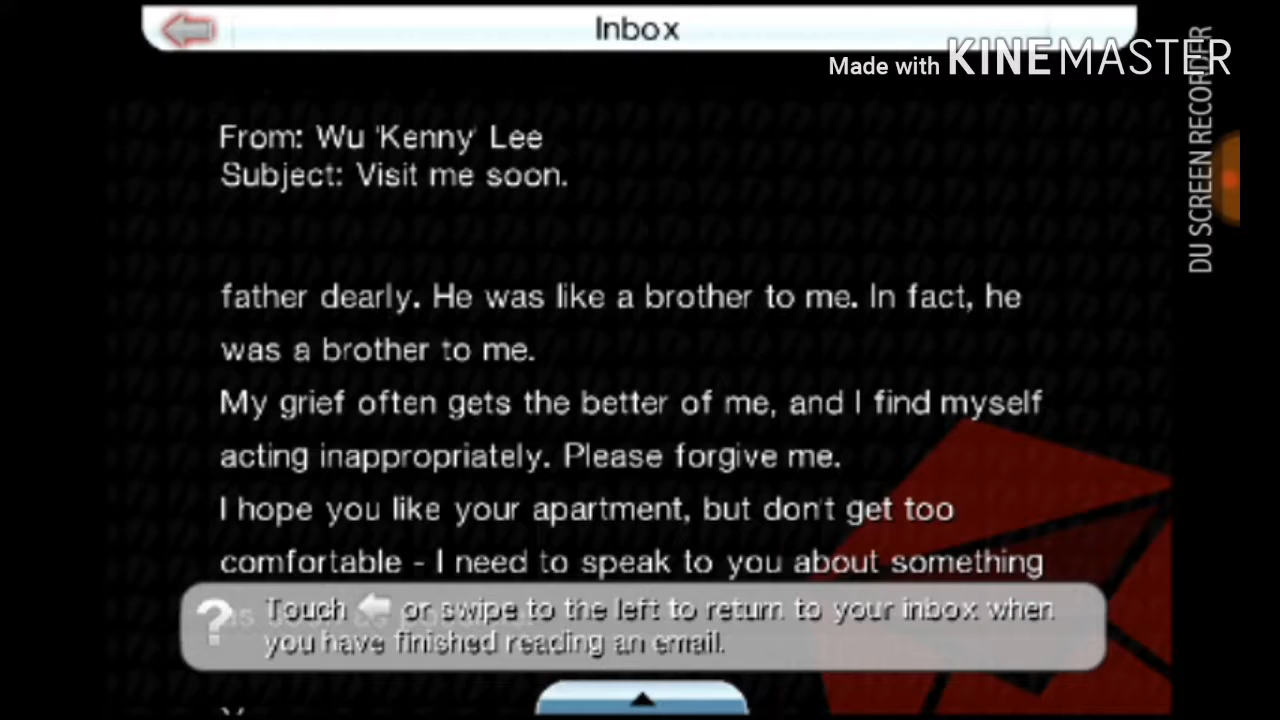 Inbox
Made with KINEMASTER
DU SCREEN RECORDER
From: Wu 'Kenny' Lee
Subject: Visit me soon.
father dearly. He was like a brother to me. In fact, he
was a brother to me.
My grief often gets the better of me, and I find myself
acting inappropriately. Please forgive me.
I hope you like your apartment, but don't get too
comfortable - I need to speak to you about something
Touch or swipe to the left to return to your inbox when
you have finished reading an email.